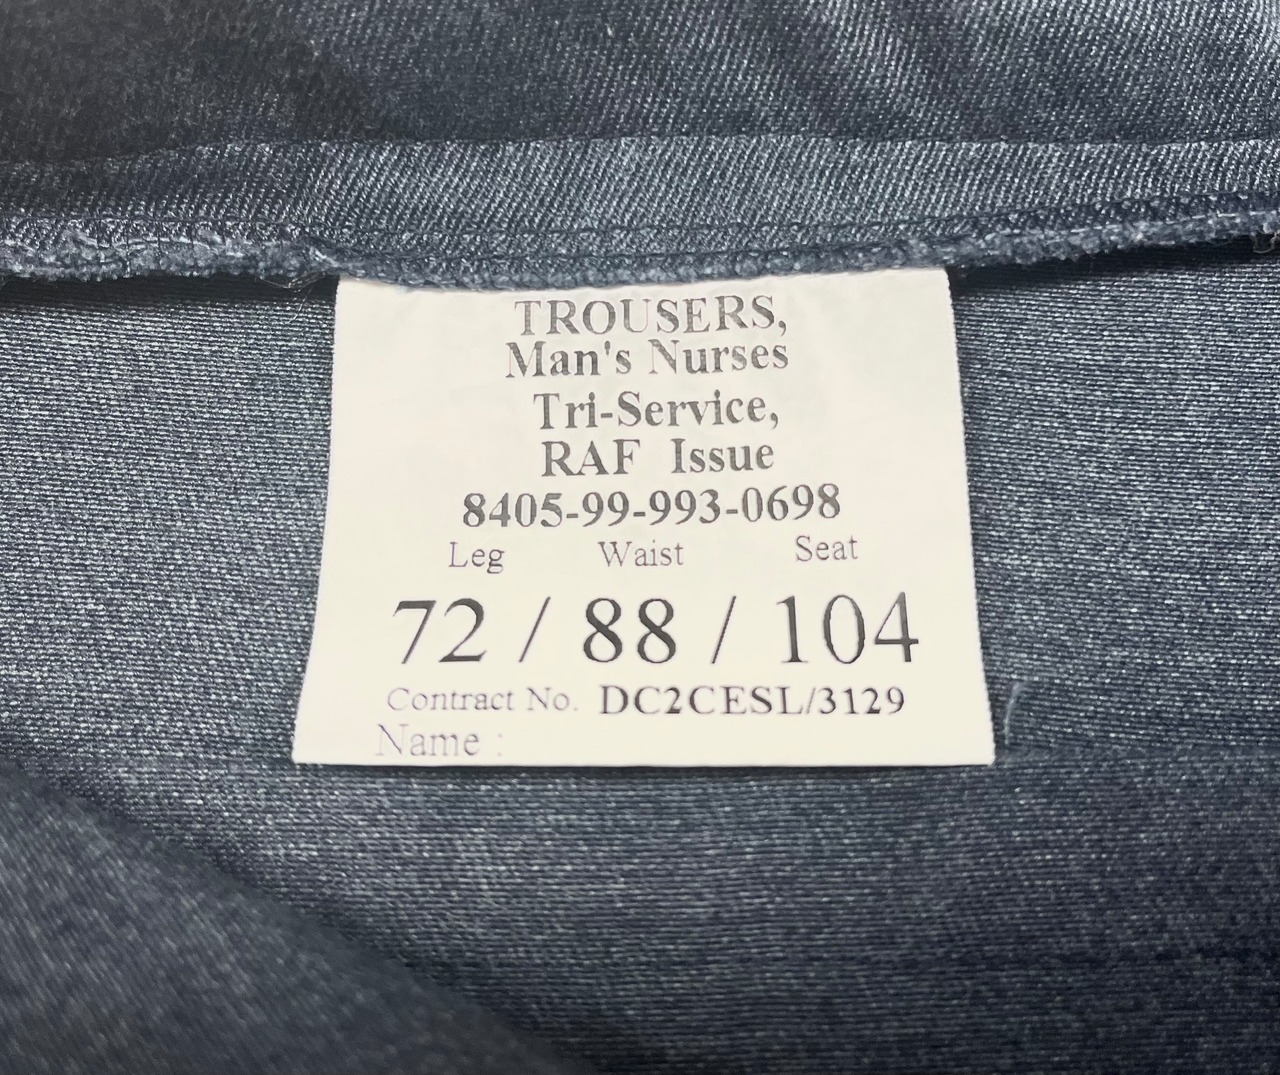 TROUSERS,
Man's Nurses
Tri-Service,
RAF Issue
8405-99-993-0698
Leg Waist Seat
72 / 88 / 104
Contract No. DC2CESL/3129
Name :